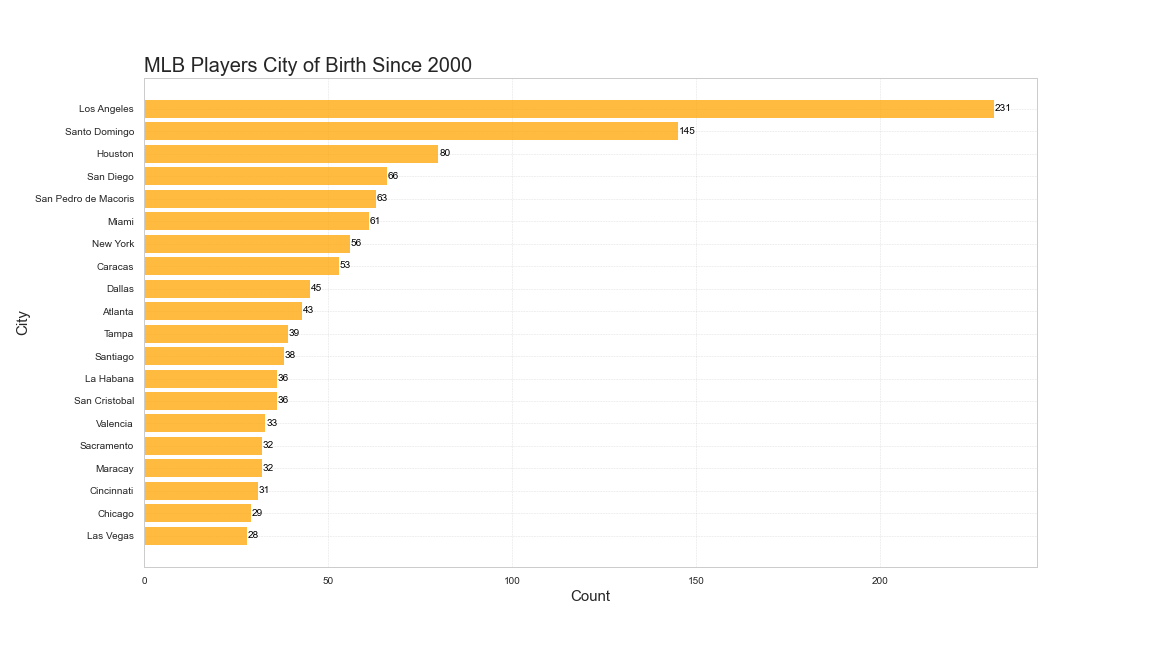 MLB Players City of Birth Since 2000
Los Angeles 231
Santo Domingo 145
Houston 80
San Diego 66
San Pedro de Macoris 63
Miami 61
New York 56
Caracas 53
Dallas 45
Atlanta 43
Tampa 39
Santiago 38
La Habana 36
San Cristobal 36
Valencia 33
Sacramento 32
Maracay 32
Cincinnati 31
Chicago 29
Las Vegas 28
City
0 50 100 150 200
Count